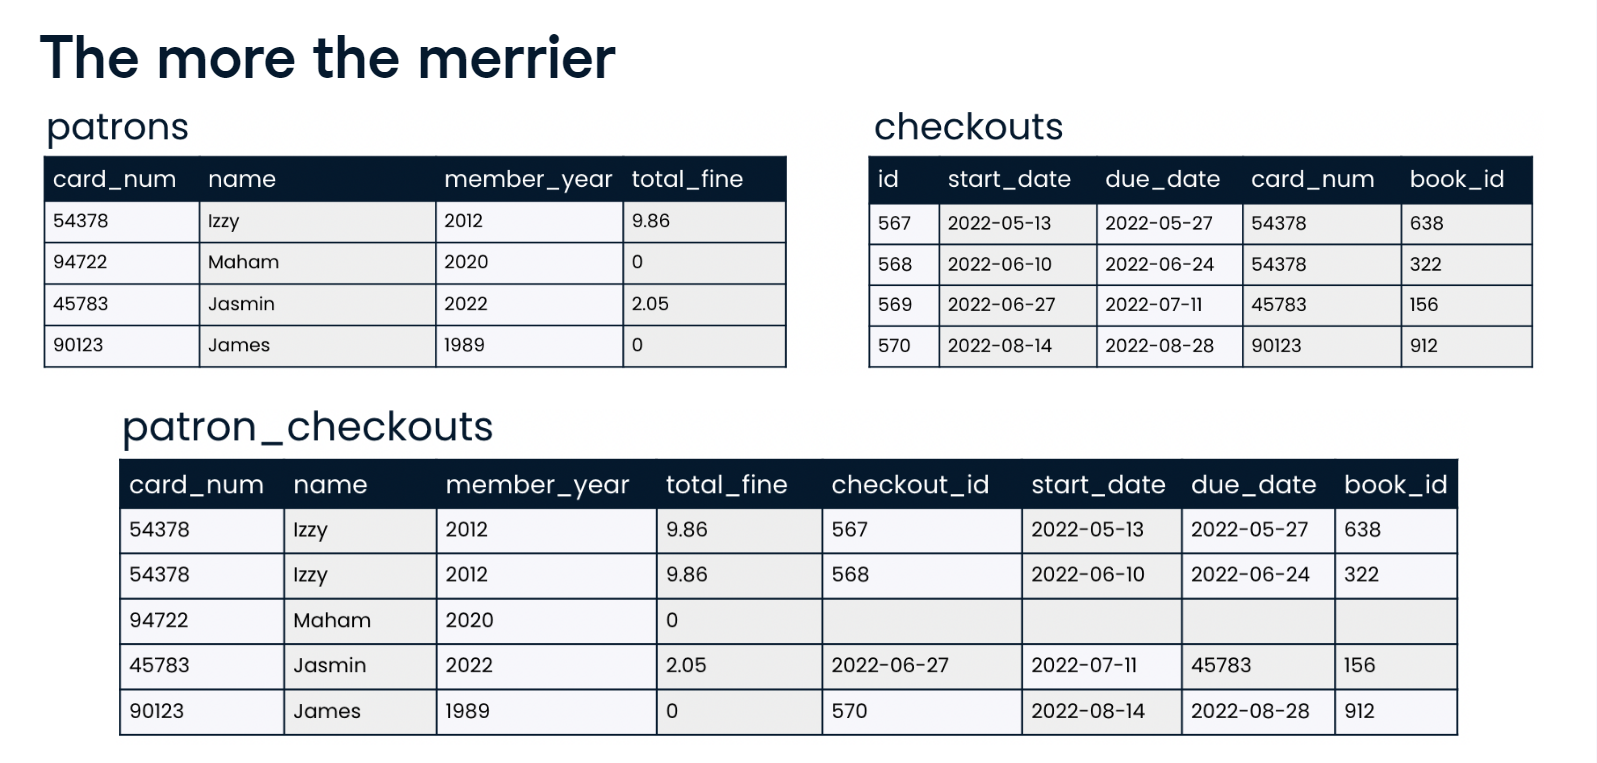 The more the merrier
patrons
card_num name member_year total_fine
54378 Izzy 2012 9.86
94722 Maham 2020 0
45783 Jasmin 2022 2.05
90123 James 1989 0
checkouts
id start_date due_date card_num book_id
567 2022-05-13 2022-05-27 54378 638
568 2022-06-10 2022-06-24 54378 322
569 2022-06-27 2022-07-11 45783 156
570 2022-08-14 2022-08-28 90123 912
patron_checkouts
card_num name member_year total_fine checkout_id start_date due_date book_id
54378 Izzy 2012 9.86 567 2022-05-13 2022-05-27 638
54378 Izzy 2012 9.86 568 2022-06-10 2022-06-24 322
94722 Maham 2020 0
45783 Jasmin 2022 2.05 2022-06-27 2022-07-11 45783 156
90123 James 1989 0 570 2022-08-14 2022-08-28 912